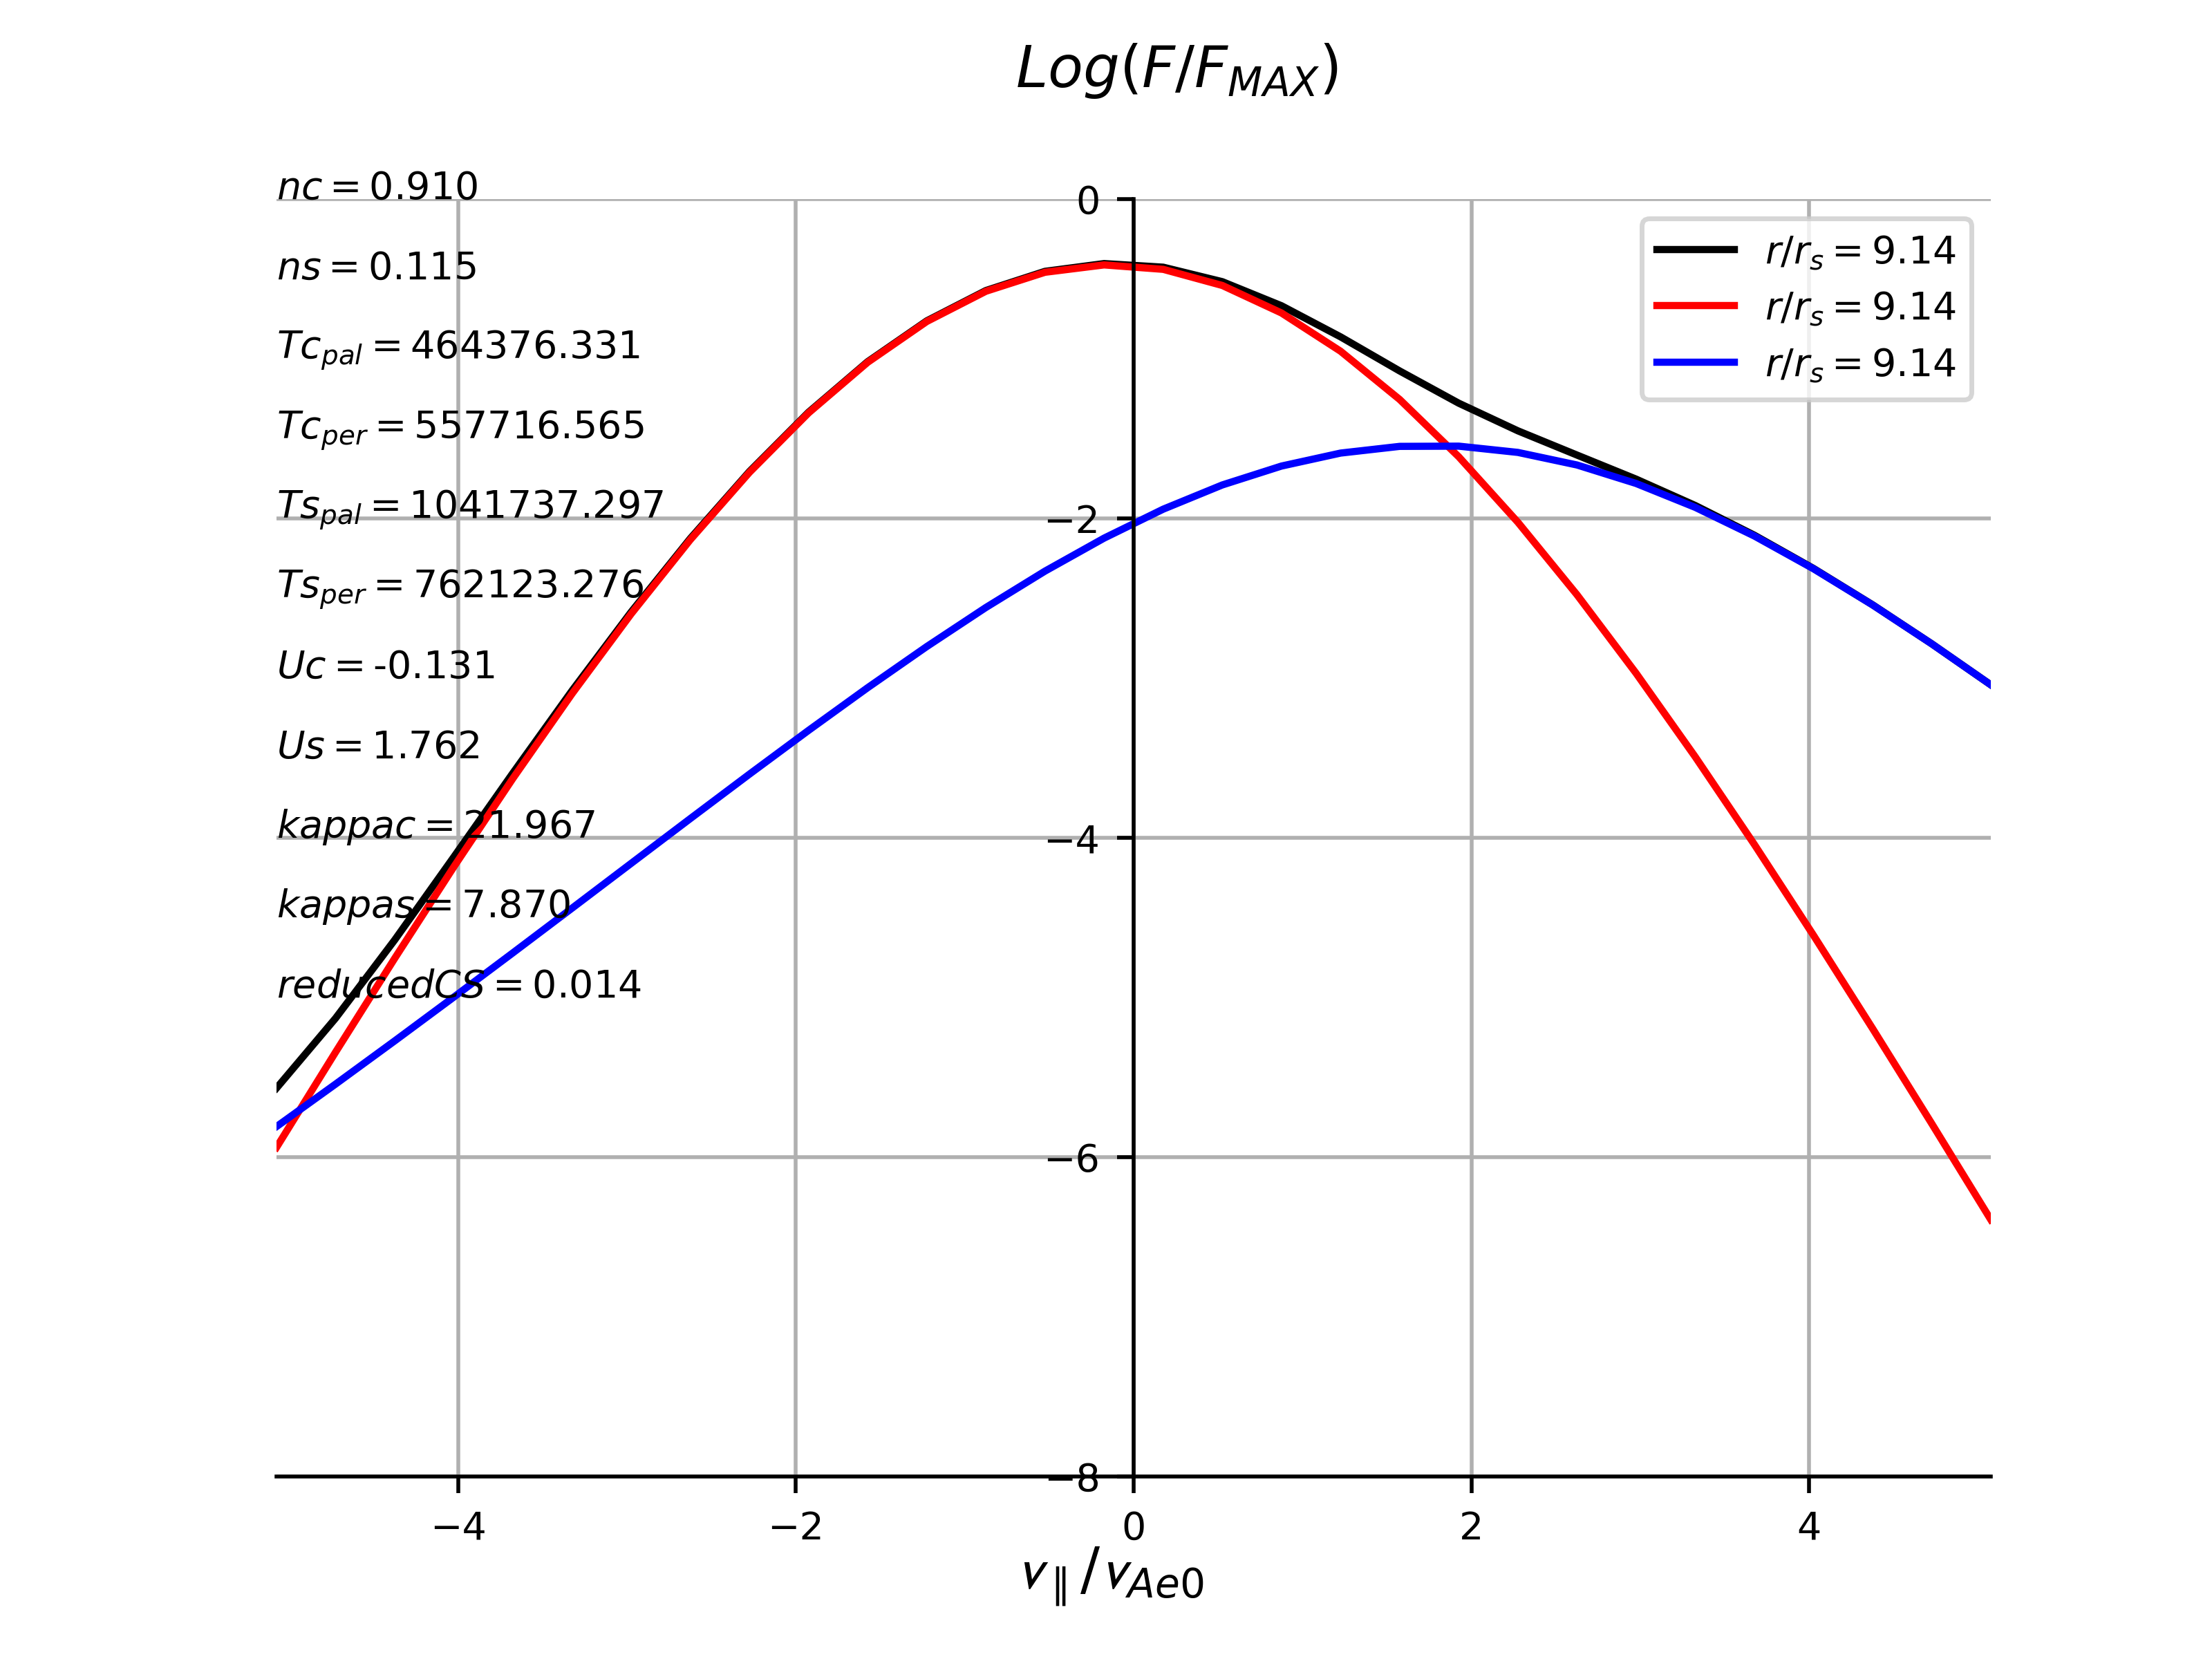 Log(F/F_MAX)
nc = 0.910
ns = 0.115
Tc_pal = 464376.331
Tc_per = 557716.565
Ts_pal = 1041737.297
Ts_per = 762123.276
Uc = -0.131
Us = 1.762
kappac = 21.967
kappas = 7.870
reducedCS = 0.014
0
−2
−4
−6
−8
r/r_s = 9.14
r/r_s = 9.14
r/r_s = 9.14
−4 −2 0 2 4
v_∥/v_Ae0